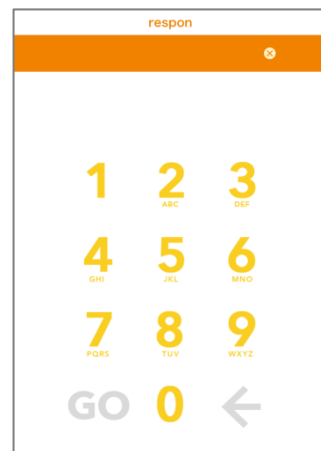 respon
1 2 3
ABC DEF
4 5 6
GHI JKL MNO
7 8 9
PQRS TUV WXYZ
GO 0